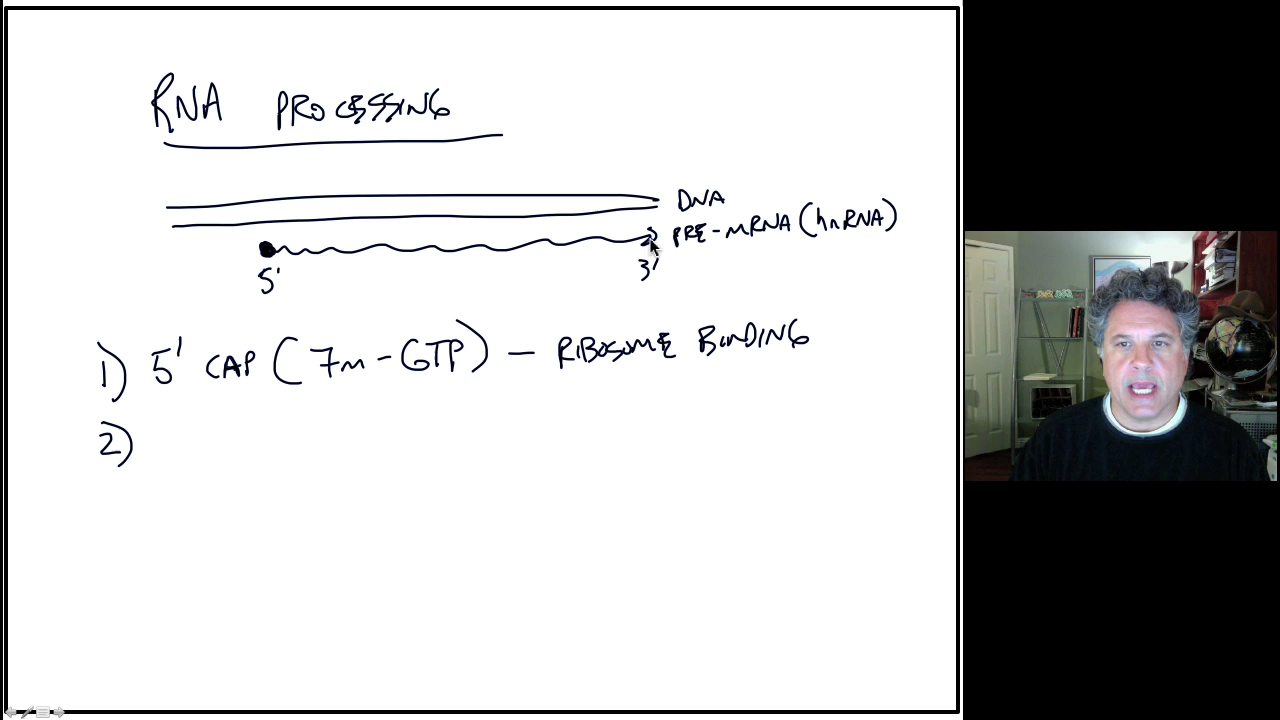 RNA PROCESSING
DNA
PRE-mRNA (hnRNA)
5' 3'
1) 5' CAP (7m-GTP) — RIBOSOME BINDING
2)